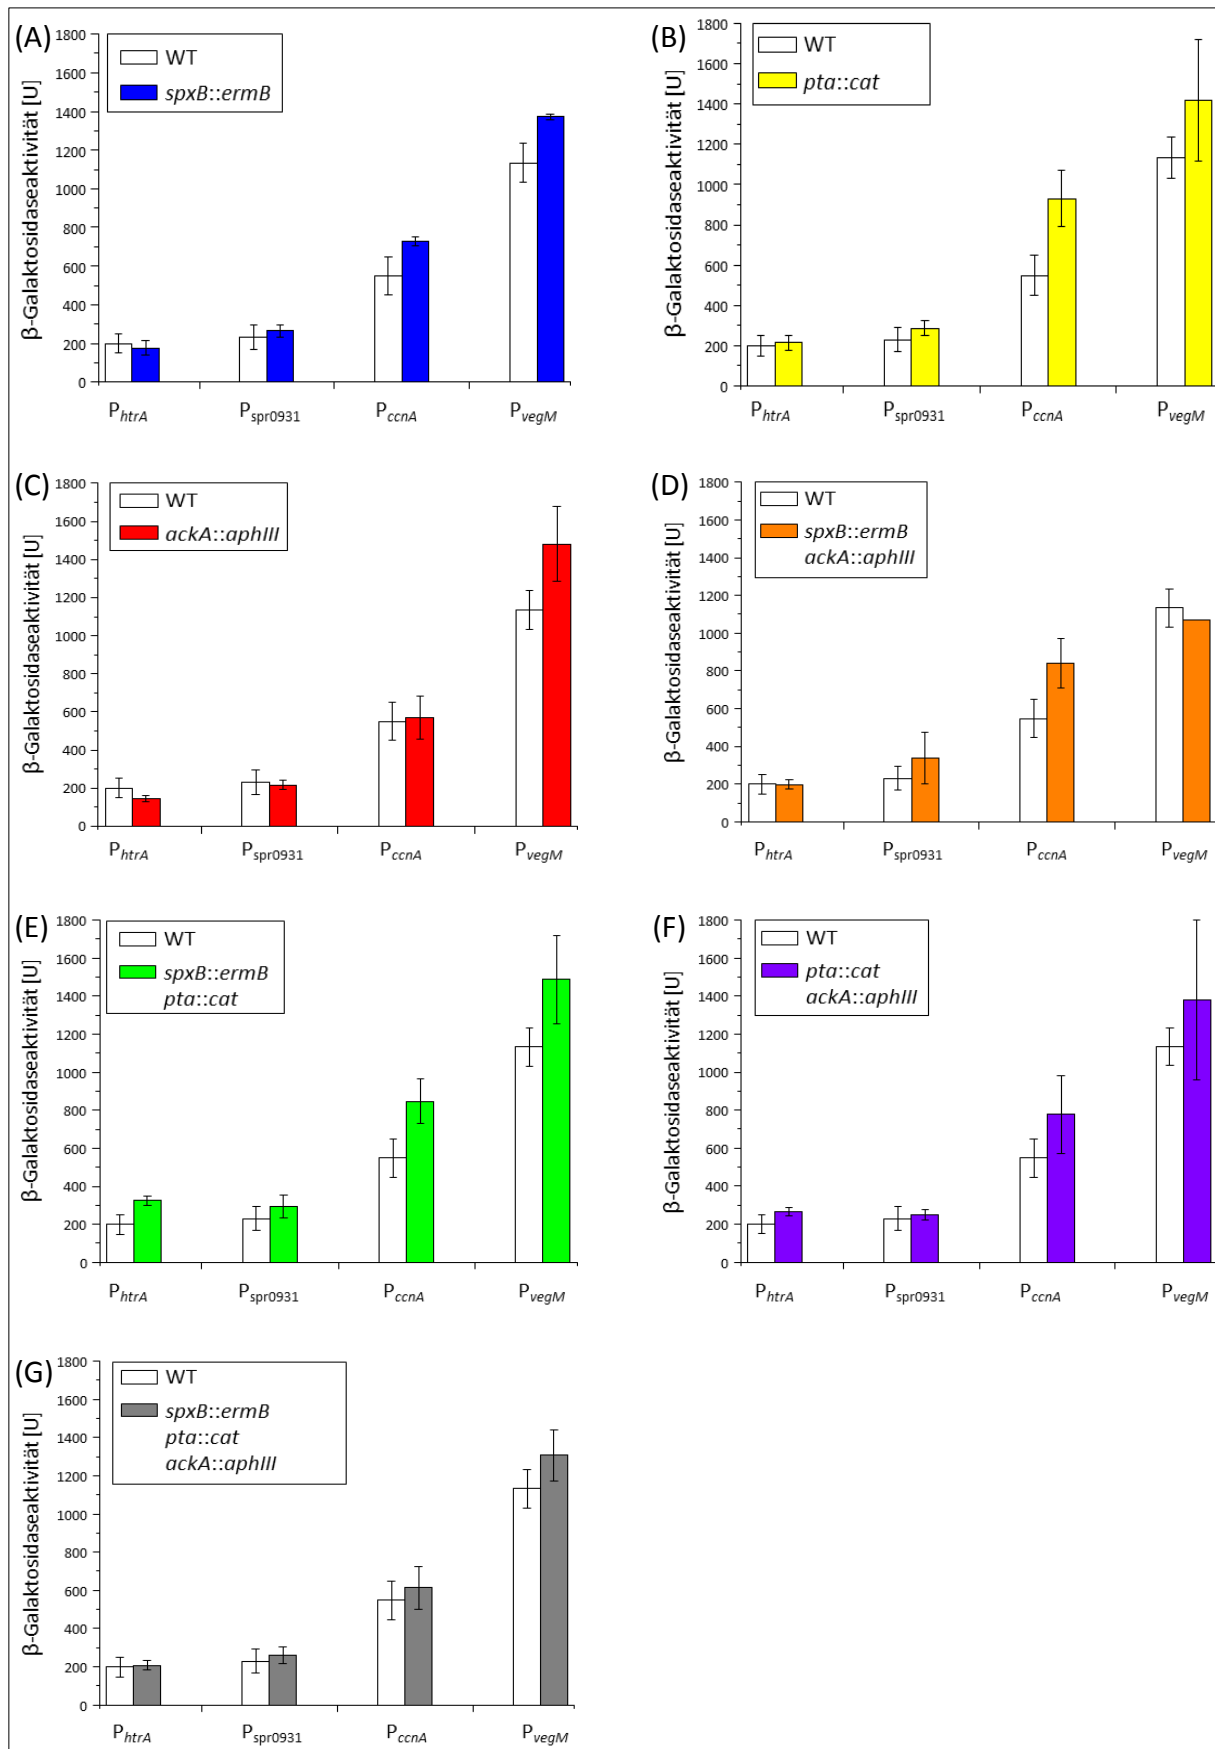 (A)
β-Galaktosidaseaktivität [U]
1800
1600
1400
1200
1000
800
600
400
200
0
WT
spxB::ermB
PhtrA Pspr0931 PccnA PvegM
(B)
β-Galaktosidaseaktivität [U]
1800
1600
1400
1200
1000
800
600
400
200
0
WT
pta::cat
PhtrA Pspr0931 PccnA PvegM
(C)
β-Galaktosidaseaktivität [U]
1800
1600
1400
1200
1000
800
600
400
200
0
WT
ackA::aphIII
PhtrA Pspr0931 PccnA PvegM
(D)
β-Galaktosidaseaktivität [U]
1800
1600
1400
1200
1000
800
600
400
200
0
WT
spxB::ermB
ackA::aphIII
PhtrA Pspr0931 PccnA PvegM
(E)
β-Galaktosidaseaktivität [U]
1800
1600
1400
1200
1000
800
600
400
200
0
WT
spxB::ermB
pta::cat
PhtrA Pspr0931 PccnA PvegM
(F)
β-Galaktosidaseaktivität [U]
1800
1600
1400
1200
1000
800
600
400
200
0
WT
pta::cat
ackA::aphIII
PhtrA Pspr0931 PccnA PvegM
(G)
β-Galaktosidaseaktivität [U]
1800
1600
1400
1200
1000
800
600
400
200
0
WT
spxB::ermB
pta::cat
ackA::aphIII
PhtrA Pspr0931 PccnA PvegM